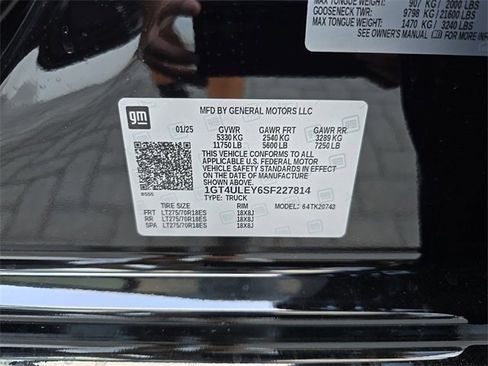 MAX TONGUE WEIGHT: 907 KG / 2000 LBS
GOOSENECK TWR: 9798 KG / 21600 LBS
MAX TONGUE WEIGHT: 1470 KG / 3240 LBS
SEE OWNER'S MANUAL FOR MORE INFO
gm
MFD BY GENERAL MOTORS LLC
01/25 GVWR GAWR FRT GAWR RR
5330 KG 2540 KG 3289 KG
11750 LB 5600 LB 7250 LB
THIS VEHICLE CONFORMS TO ALL APPLICABLE
U.S. FEDERAL MOTOR VEHICLE
SAFETY STANDARDS IN EFFECT ON THE DATE OF
MANUFACTURE SHOWN ABOVE.
1GT4ULEY6SF227814
TYPE: TRUCK
TIRE SIZE RIM MODEL: 64TK20743
FRT LT275/70R18ES 18X8J
RR LT275/70R18ES 18X8J
SPA LT275/70R18ES 18X8J